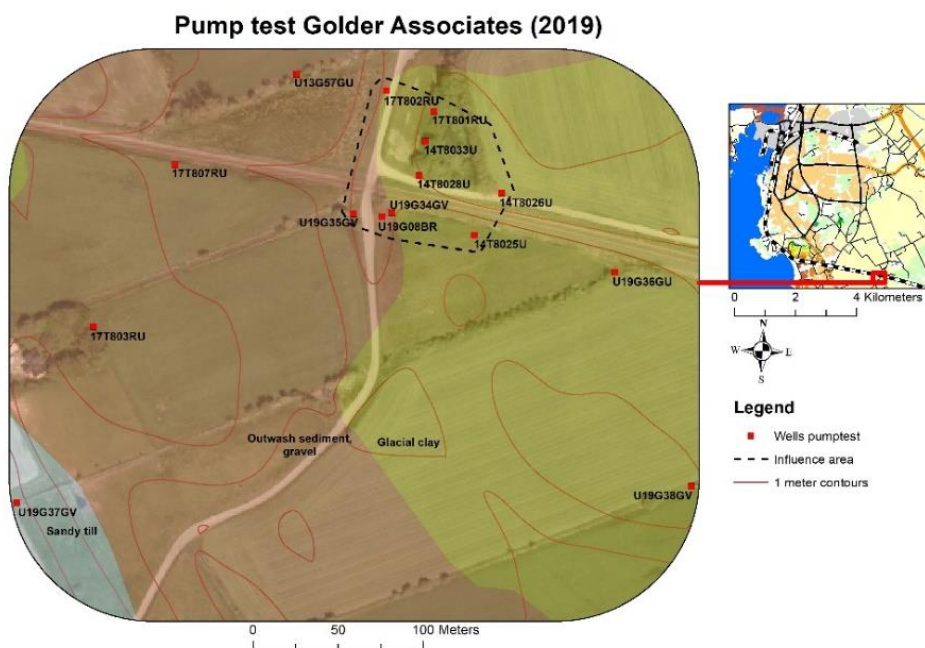 Pump test Golder Associates (2019)
U13G57GU
17T802RU
17T801RU
14T8033U
17T807RU
14T8028U
14T8026U
U19G34GV
U19G35GV
U19G08BR
14T8025U
U19G36GU
17T803RU
Outwash sediment,
gravel
Glacial clay
U19G38GV
U19G37GV
Sandy till
0 50 100 Meters
0 2 4 Kilometers
N
W E
S
Legend
Wells pumptest
Influence area
1 meter contours